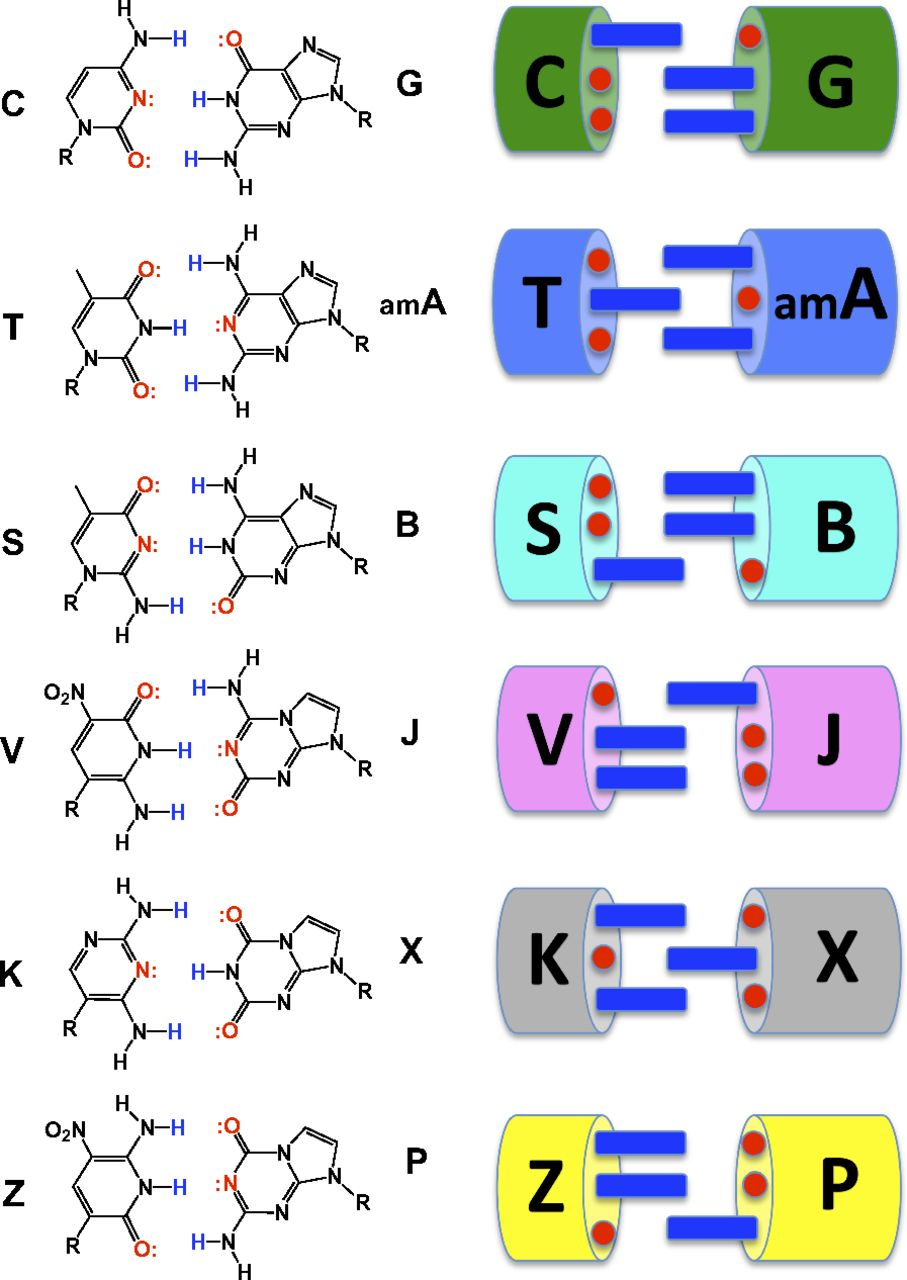 H
N–H :O N
C N: H–N N G C G
N N R
R O: H–N
H
H
O: H–N N
T N–H :N N amA T amA
N N R
R O: H–N
H
H
O: H–N N
S N: H–N N B S B
N N R
R N–H :O
H
H
O₂N O: H–N N
V N–H :N N J V J
N R
R N–H :O
H
H
N N–H :O N
K N: H–N N X K X
N R
R N–H :O
H
H
O₂N N–H :O N
Z N–H :N N P Z P
N R
R O: H–N
H